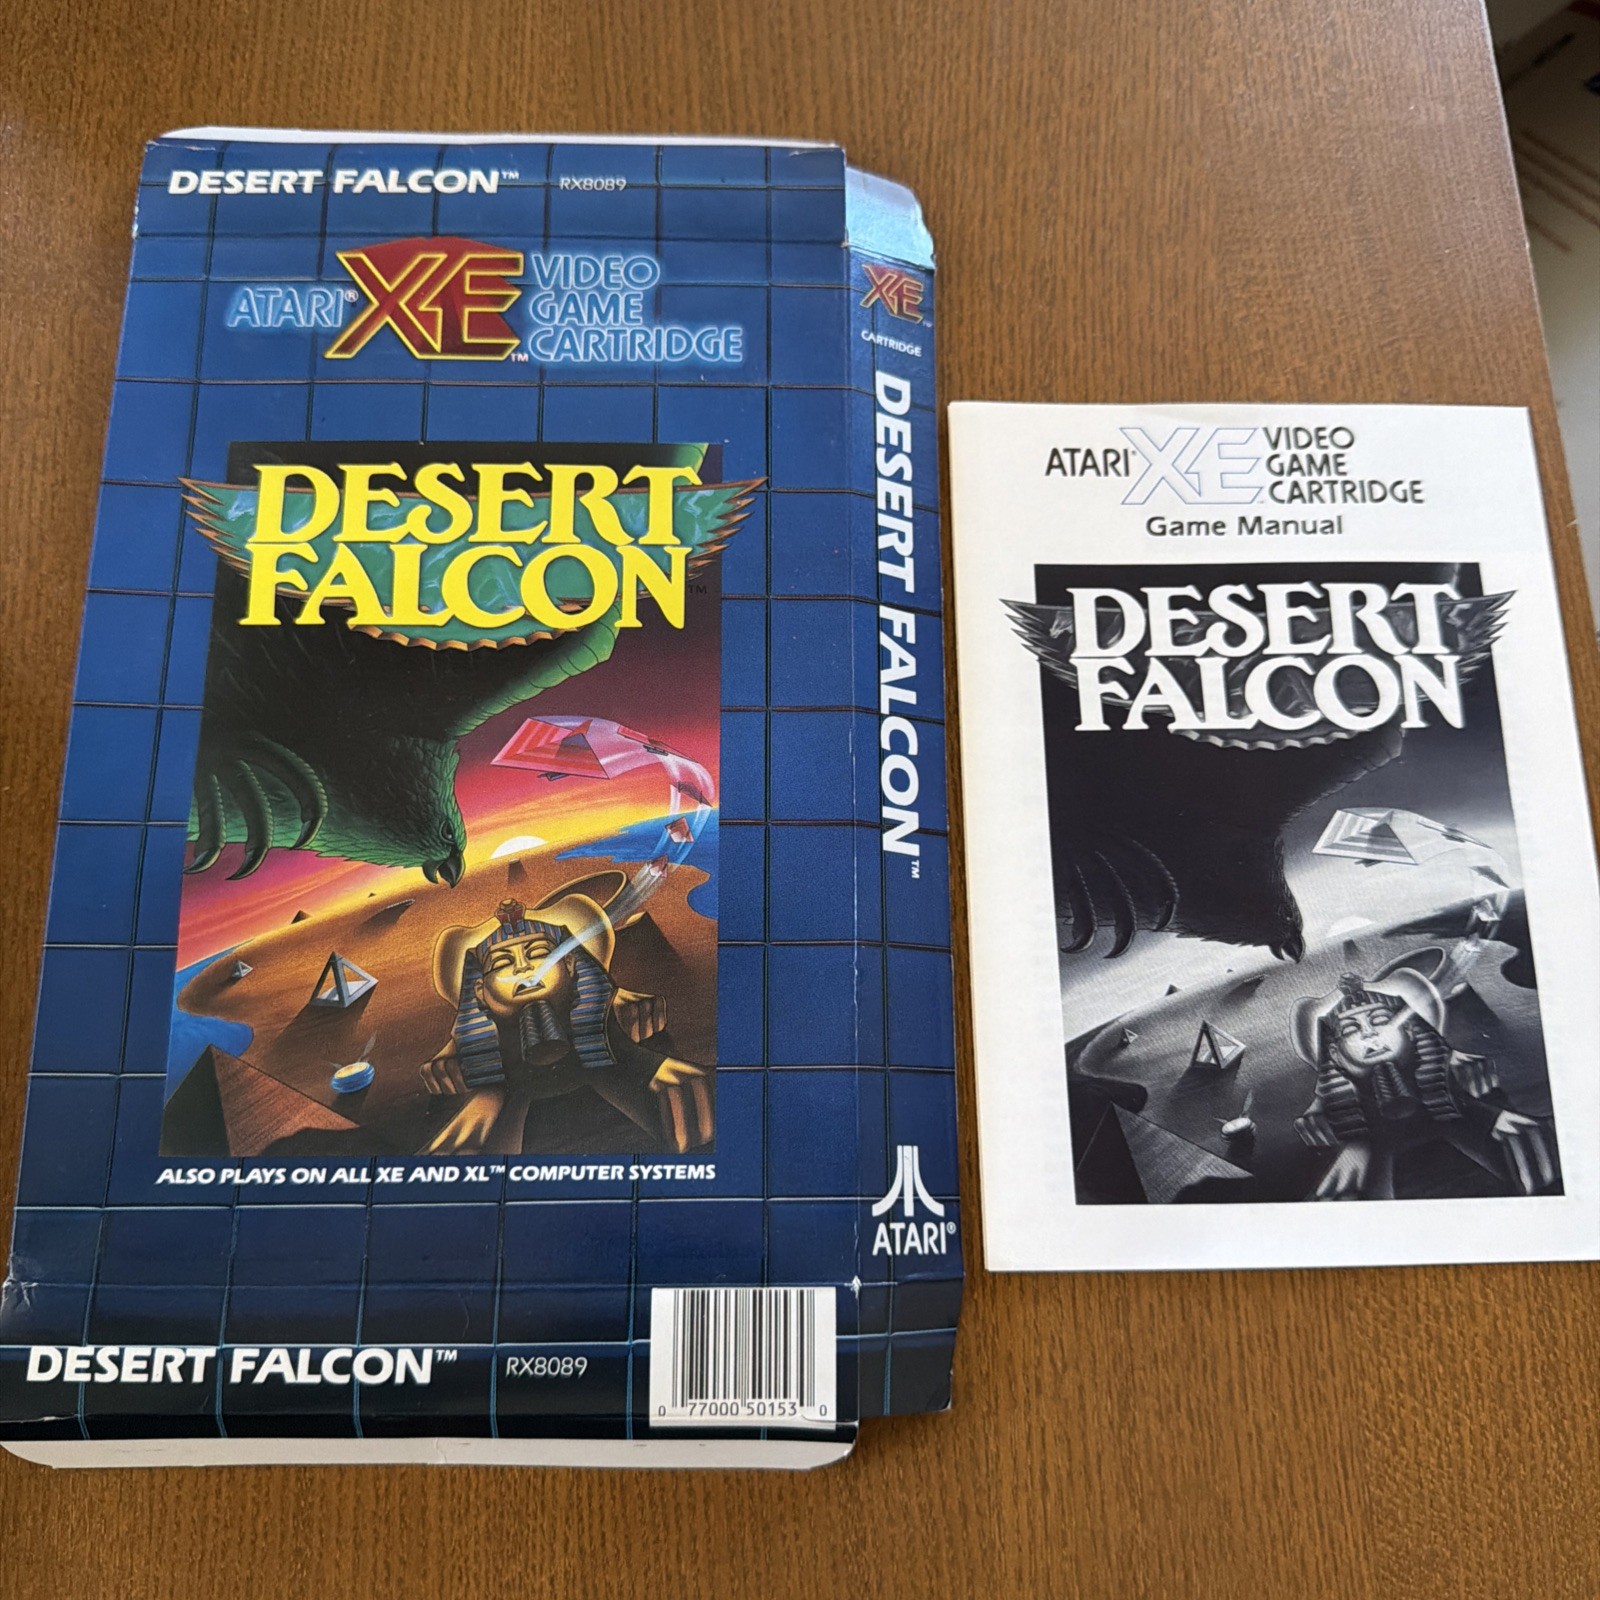 DESERT FALCON™ RX8089
ATARI® XE™ VIDEO
GAME
CARTRIDGE
DESERT
FALCON™
ALSO PLAYS ON ALL XE AND XL™ COMPUTER SYSTEMS
DESERT FALCON™ RX8089
0 77000 50153 0
XE™
CARTRIDGE
DESERT FALCON™
ATARI®
ATARI® XE™ VIDEO
GAME
CARTRIDGE
Game Manual
DESERT
FALCON